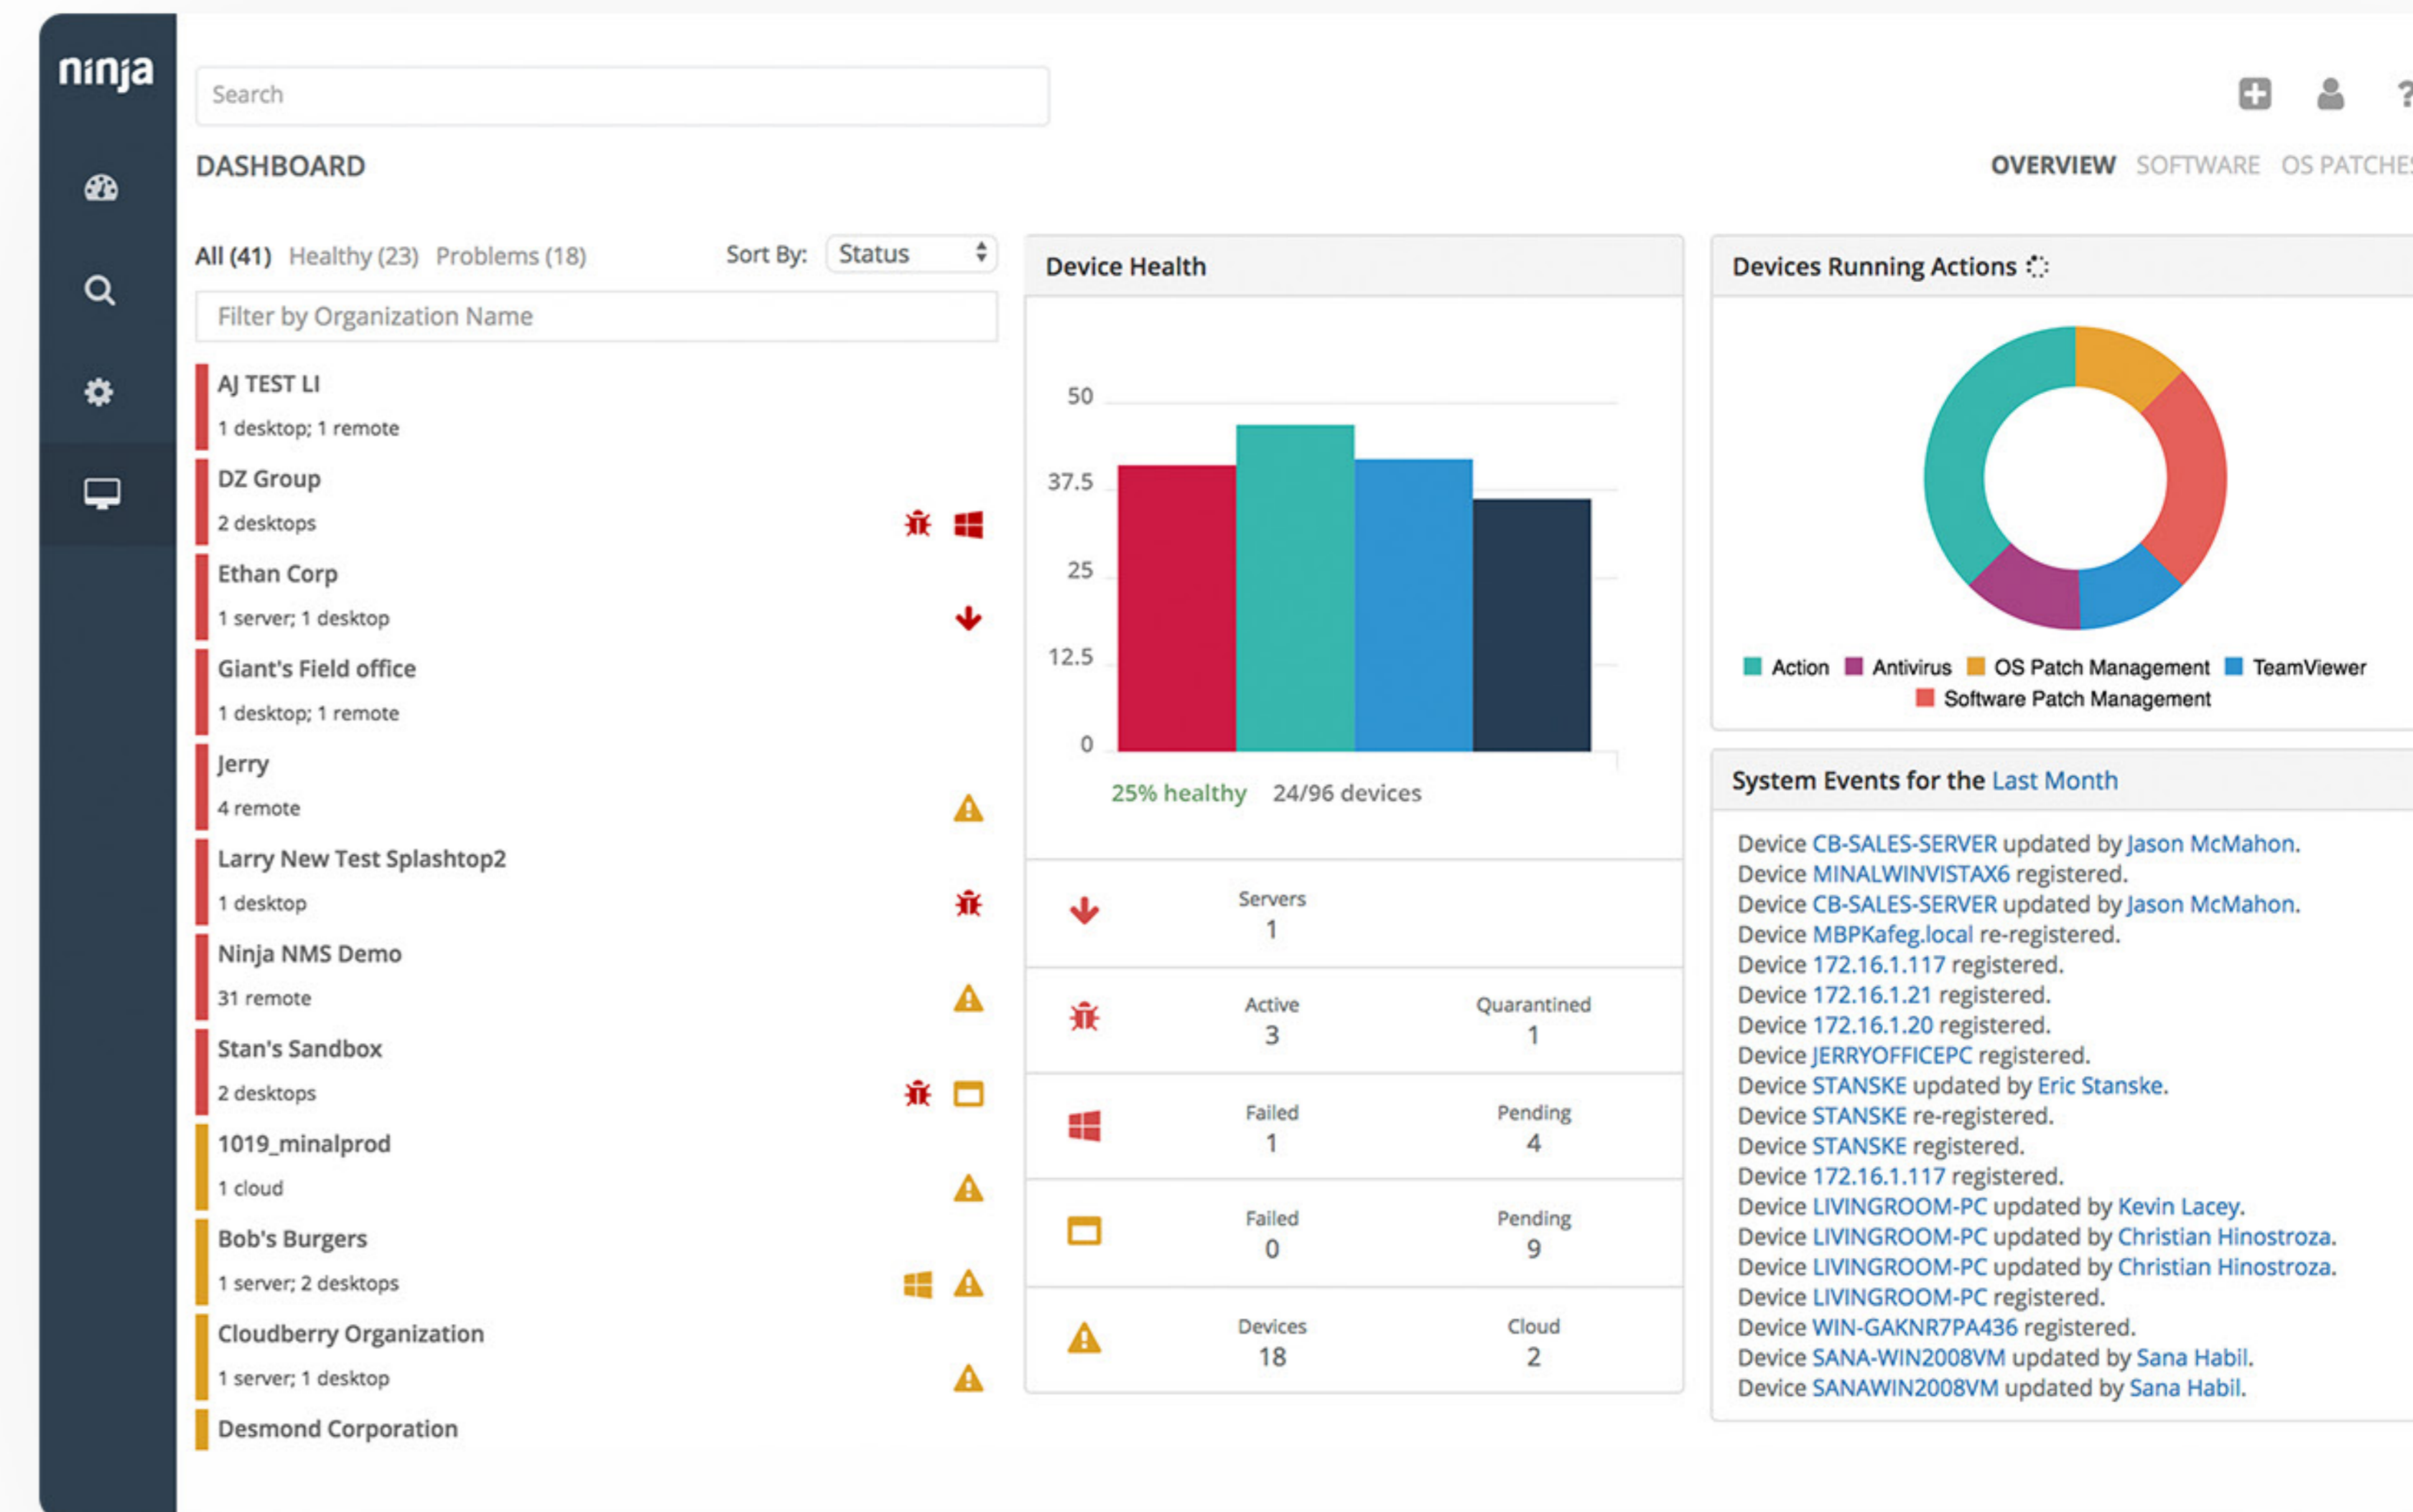 ninja
Search
DASHBOARD
OVERVIEW SOFTWARE OS PATCHES
All (41) Healthy (23) Problems (18) Sort By: Status
Filter by Organization Name
AJ TEST LI
1 desktop; 1 remote
DZ Group
2 desktops
Ethan Corp
1 server; 1 desktop
Giant's Field office
1 desktop; 1 remote
Jerry
4 remote
Larry New Test Splashtop2
1 desktop
Ninja NMS Demo
31 remote
Stan's Sandbox
2 desktops
1019_minalprod
1 cloud
Bob's Burgers
1 server; 2 desktops
Cloudberry Organization
1 server; 1 desktop
Desmond Corporation
Device Health
50
37.5
25
12.5
0
25% healthy 24/96 devices
Servers
1
Active Quarantined
3 1
Failed Pending
1 4
Failed Pending
0 9
Devices Cloud
18 2
Devices Running Actions
Action Antivirus OS Patch Management TeamViewer
Software Patch Management
System Events for the Last Month
Device CB-SALES-SERVER updated by Jason McMahon.
Device MINALWINVISTAX6 registered.
Device CB-SALES-SERVER updated by Jason McMahon.
Device MBPKafeg.local re-registered.
Device 172.16.1.117 registered.
Device 172.16.1.21 registered.
Device 172.16.1.20 registered.
Device JERRYOFFICEPC registered.
Device STANSKE updated by Eric Stanske.
Device STANSKE re-registered.
Device STANSKE registered.
Device 172.16.1.117 registered.
Device LIVINGROOM-PC updated by Kevin Lacey.
Device LIVINGROOM-PC updated by Christian Hinostroza.
Device LIVINGROOM-PC updated by Christian Hinostroza.
Device LIVINGROOM-PC registered.
Device WIN-GAKNR7PA436 registered.
Device SANA-WIN2008VM updated by Sana Habil.
Device SANAWIN2008VM updated by Sana Habil.